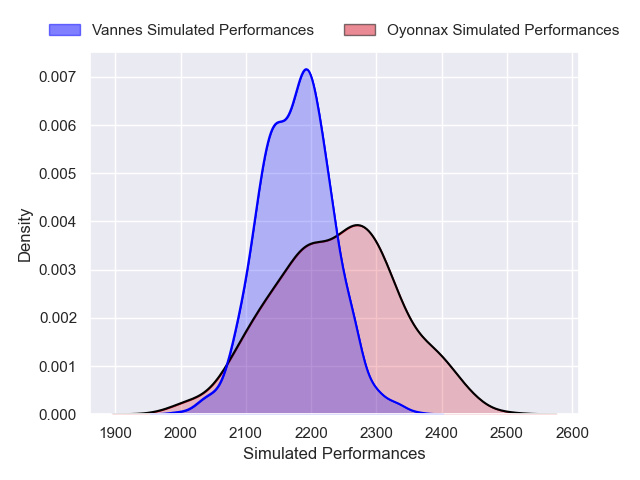 Vannes Simulated Performances Oyonnax Simulated Performances
0.007
0.006
0.005
0.004
0.003
0.002
0.001
0.000
Density
1900 2000 2100 2200 2300 2400 2500 2600
Simulated Performances